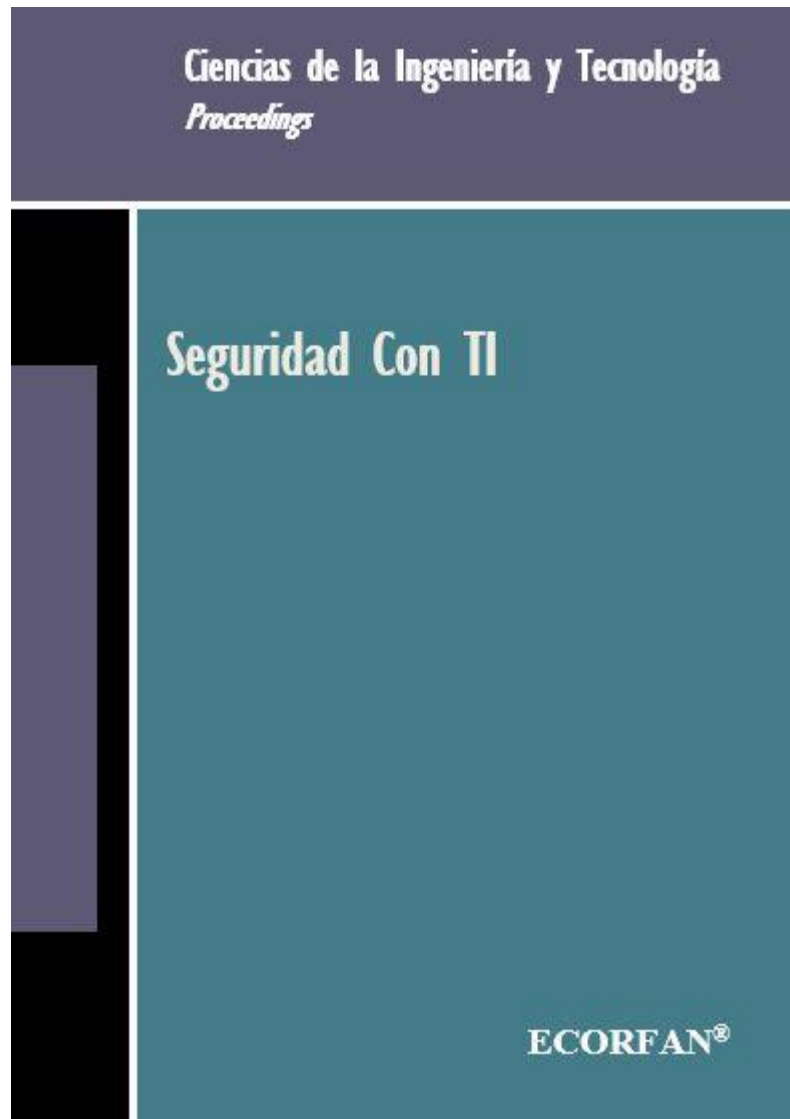 Ciencias de la Ingeniería y Tecnología
Proceedings
Seguridad Con TI
ECORFAN®